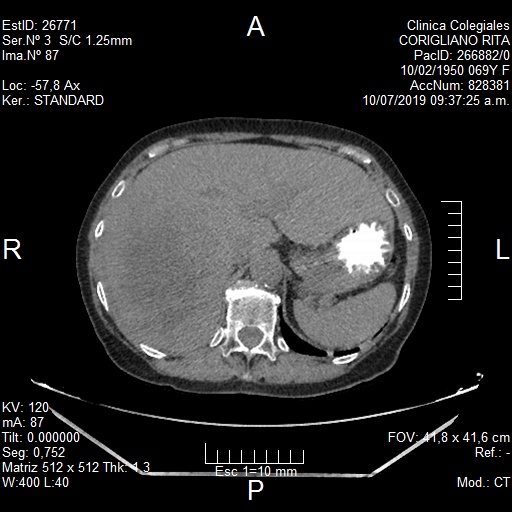 EstID: 26771
Ser.Nº 3 S/C 1.25mm
Ima.Nº 87
Loc: -57,8 Ax
Ker.: STANDARD
A
Clinica Colegiales
CORIGLIANO RITA
PacID: 266882/0
10/02/1950 069Y F
AccNum: 828381
10/07/2019 09:37:25 a.m.
R
L
KV: 120
mA: 87
Tilt: 0.000000
Seg: 0,752
Matriz 512 x 512 Thk: 1.3
W:400 L:40
Esc 1=10 mm
P
FOV: 41,8 x 41,6 cm
Ref.: -
Mod.: CT